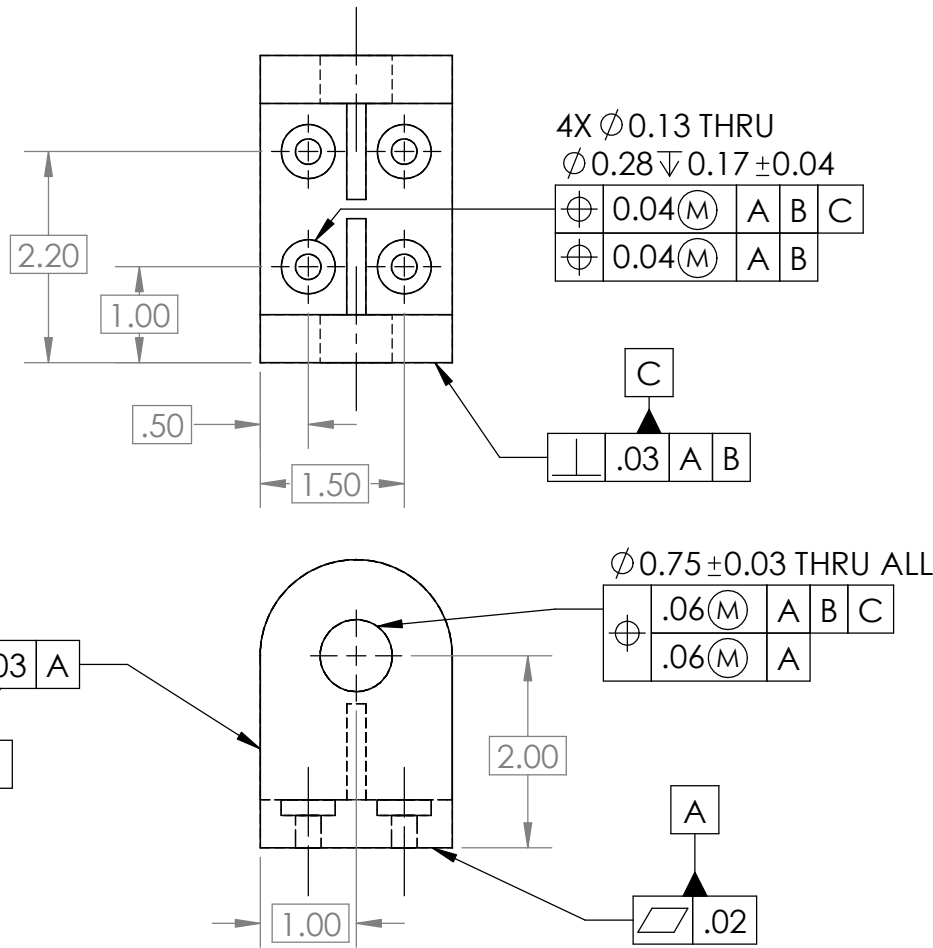 4X ∅0.13 THRU
∅0.28↧0.17±0.04
⌖ 0.04Ⓜ A B C
⌖ 0.04Ⓜ A B
2.20
1.00
C
.50
⟂ .03 A B
1.50
∅0.75±0.03 THRU ALL
⌖ .06Ⓜ A B C
.06Ⓜ A
03 A
2.00
A
1.00
⏥ .02